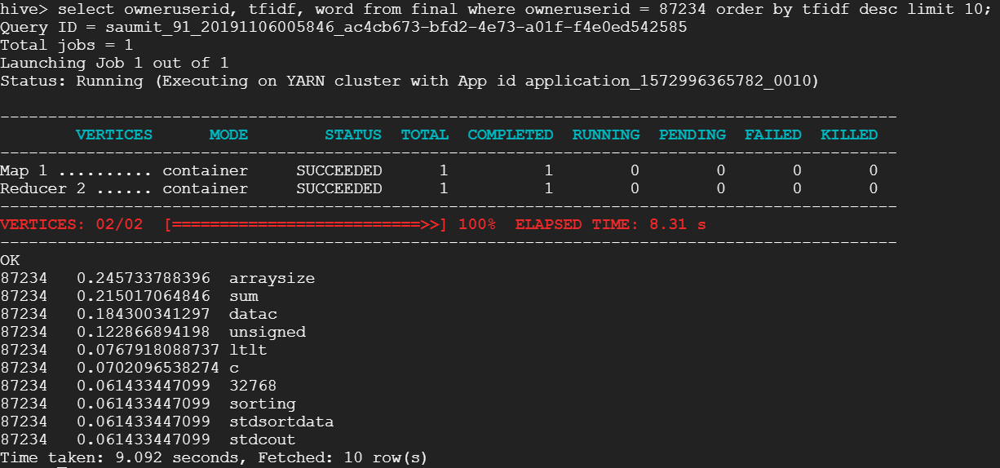 hive> select owneruserid, tfidf, word from final where owneruserid = 87234 order by tfidf desc limit 10;
Query ID = saumit_91_20191106005846_ac4cb673-bfd2-4e73-a01f-f4e0ed542585
Total jobs = 1
Launching Job 1 out of 1
Status: Running (Executing on YARN cluster with App id application_1572996365782_0010)
----------------------------------------------------------------------------------------------
        VERTICES      MODE        STATUS  TOTAL  COMPLETED  RUNNING  PENDING  FAILED  KILLED
----------------------------------------------------------------------------------------------
Map 1 .......... container     SUCCEEDED      1          1        0        0       0       0
Reducer 2 ...... container     SUCCEEDED      1          1        0        0       0       0
----------------------------------------------------------------------------------------------
VERTICES: 02/02  [==========================>>] 100%  ELAPSED TIME: 8.31 s
----------------------------------------------------------------------------------------------
OK
87234   0.245733788396  arraysize
87234   0.215017064846  sum
87234   0.184300341297  datac
87234   0.122866894198  unsigned
87234   0.0767918088737 ltlt
87234   0.0702096538274 c
87234   0.061433447099  32768
87234   0.061433447099  sorting
87234   0.061433447099  stdsortdata
87234   0.061433447099  stdcout
Time taken: 9.092 seconds, Fetched: 10 row(s)